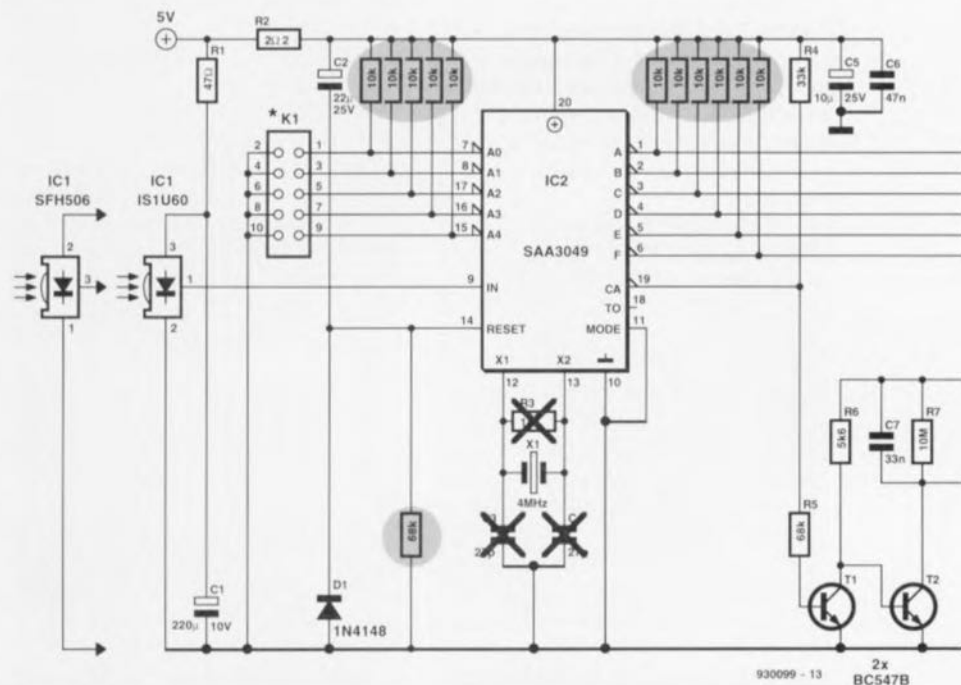 5V
R2
2Ω2
R1
47Ω
C2
22µ
25V
10k
10k
10k
10k
10k
20
10k
10k
10k
10k
10k
10k
R4
33k
C5
10µ
25V
C6
47n
* K1
2 1
4 3
6 5
8 7
10 9
7 A0
8 A1
17 A2
16 A3
15 A4
9 IN
14 RESET
IC2
SAA3049
A 1
B 2
C 3
D 4
E 5
F 6
CA 19
TO 18
MODE 11
X1
X2
12
13
10
IC1
SFH506
2
3
1
IC1
IS1U60
3
1
2
R3
X1
4MHz
68k
R6
5k6
C7
33n
R7
10M
R5
68k
C1
220µ
10V
D1
1N4148
T1
T2
930099 - 13
2x
BC547B